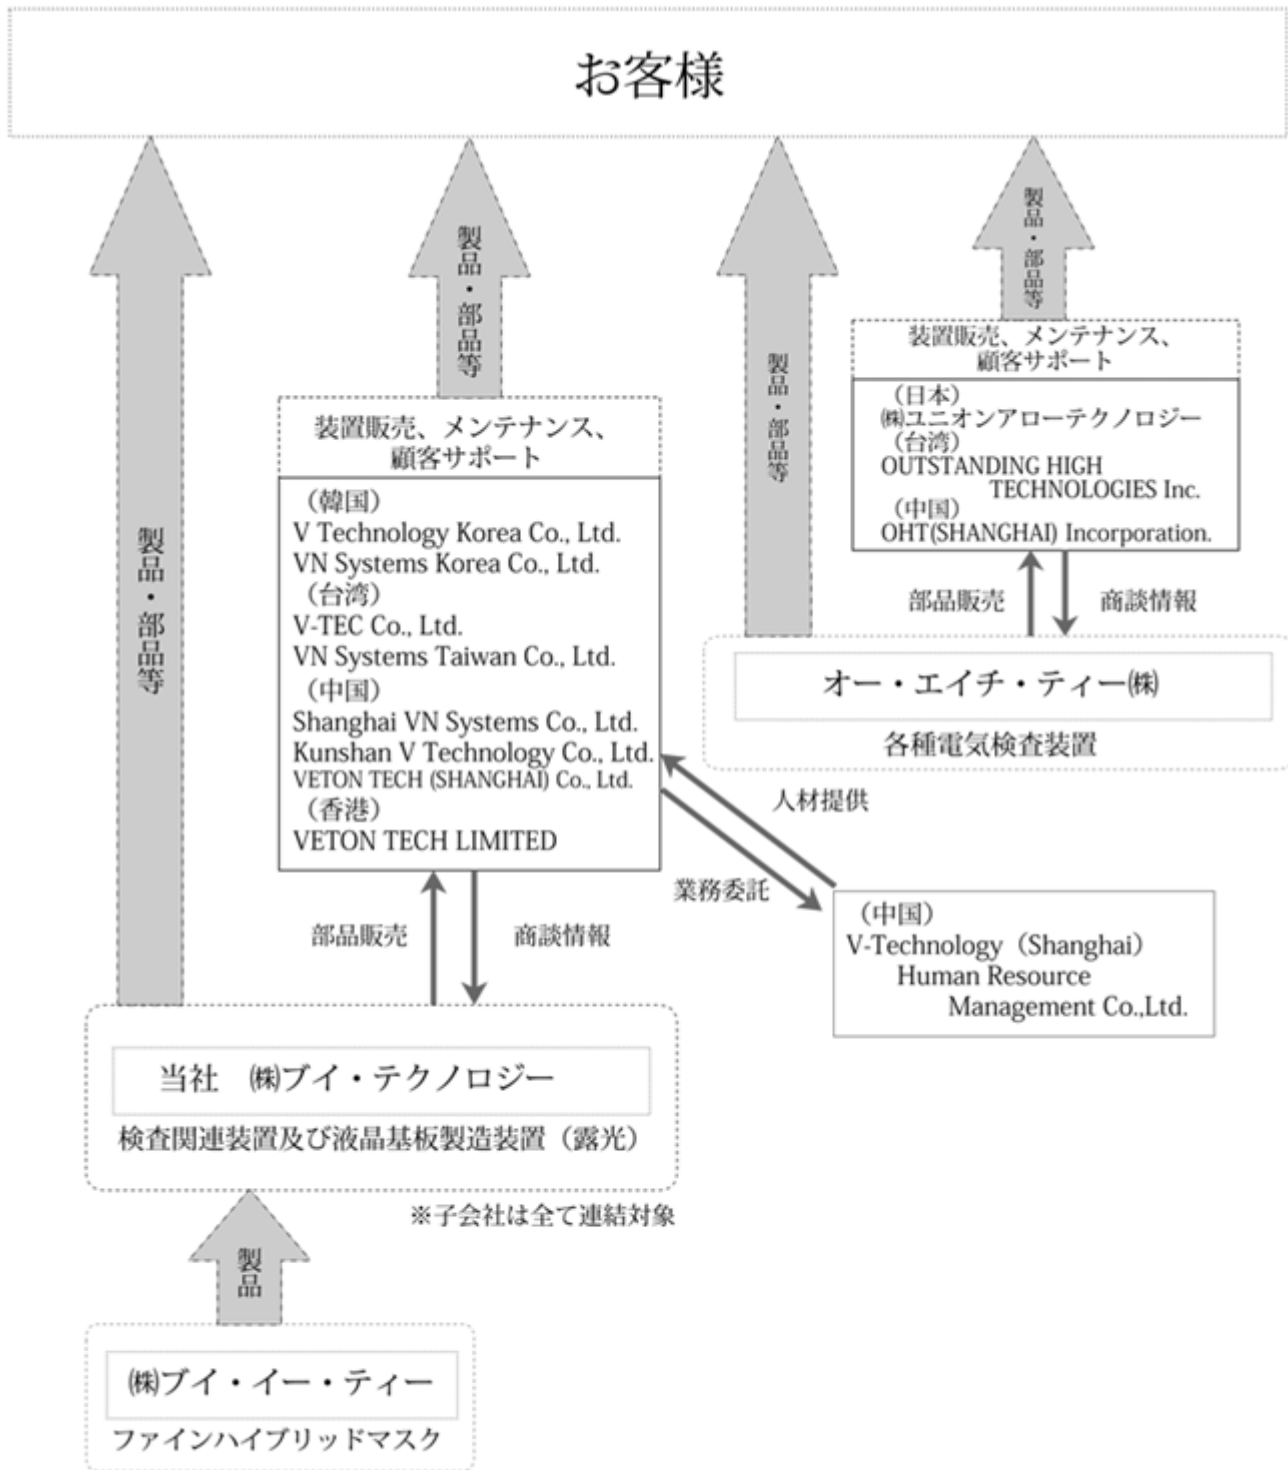 お客様
製品・部品等
製品・部品等
製品・部品等
製品・部品等
装置販売、メンテナンス、
顧客サポート
(日本)
㈱ユニオンアローテクノロジー
(台湾)
OUTSTANDING HIGH
TECHNOLOGIES Inc.
(中国)
OHT(SHANGHAI) Incorporation.
部品販売
商談情報
オー・エイチ・ティー㈱
各種電気検査装置
装置販売、メンテナンス、
顧客サポート
(韓国)
V Technology Korea Co., Ltd.
VN Systems Korea Co., Ltd.
(台湾)
V-TEC Co., Ltd.
VN Systems Taiwan Co., Ltd.
(中国)
Shanghai VN Systems Co., Ltd.
Kunshan V Technology Co., Ltd.
VETON TECH (SHANGHAI) Co., Ltd.
(香港)
VETON TECH LIMITED
人材提供
業務委託
(中国)
V-Technology（Shanghai）
Human Resource
Management Co.,Ltd.
部品販売
商談情報
当社　㈱ブイ・テクノロジー
検査関連装置及び液晶基板製造装置（露光）
※子会社は全て連結対象
製品
㈱ブイ・イー・ティー
ファインハイブリッドマスク